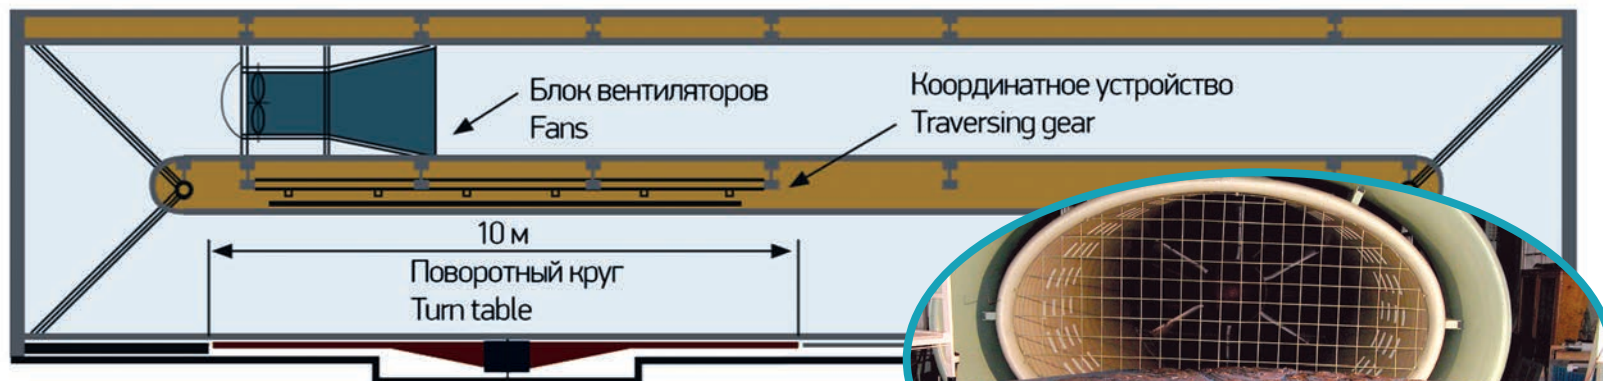 Блок вентиляторов
Fans
Координатное устройство
Traversing gear
10 м
Поворотный круг
Turn table